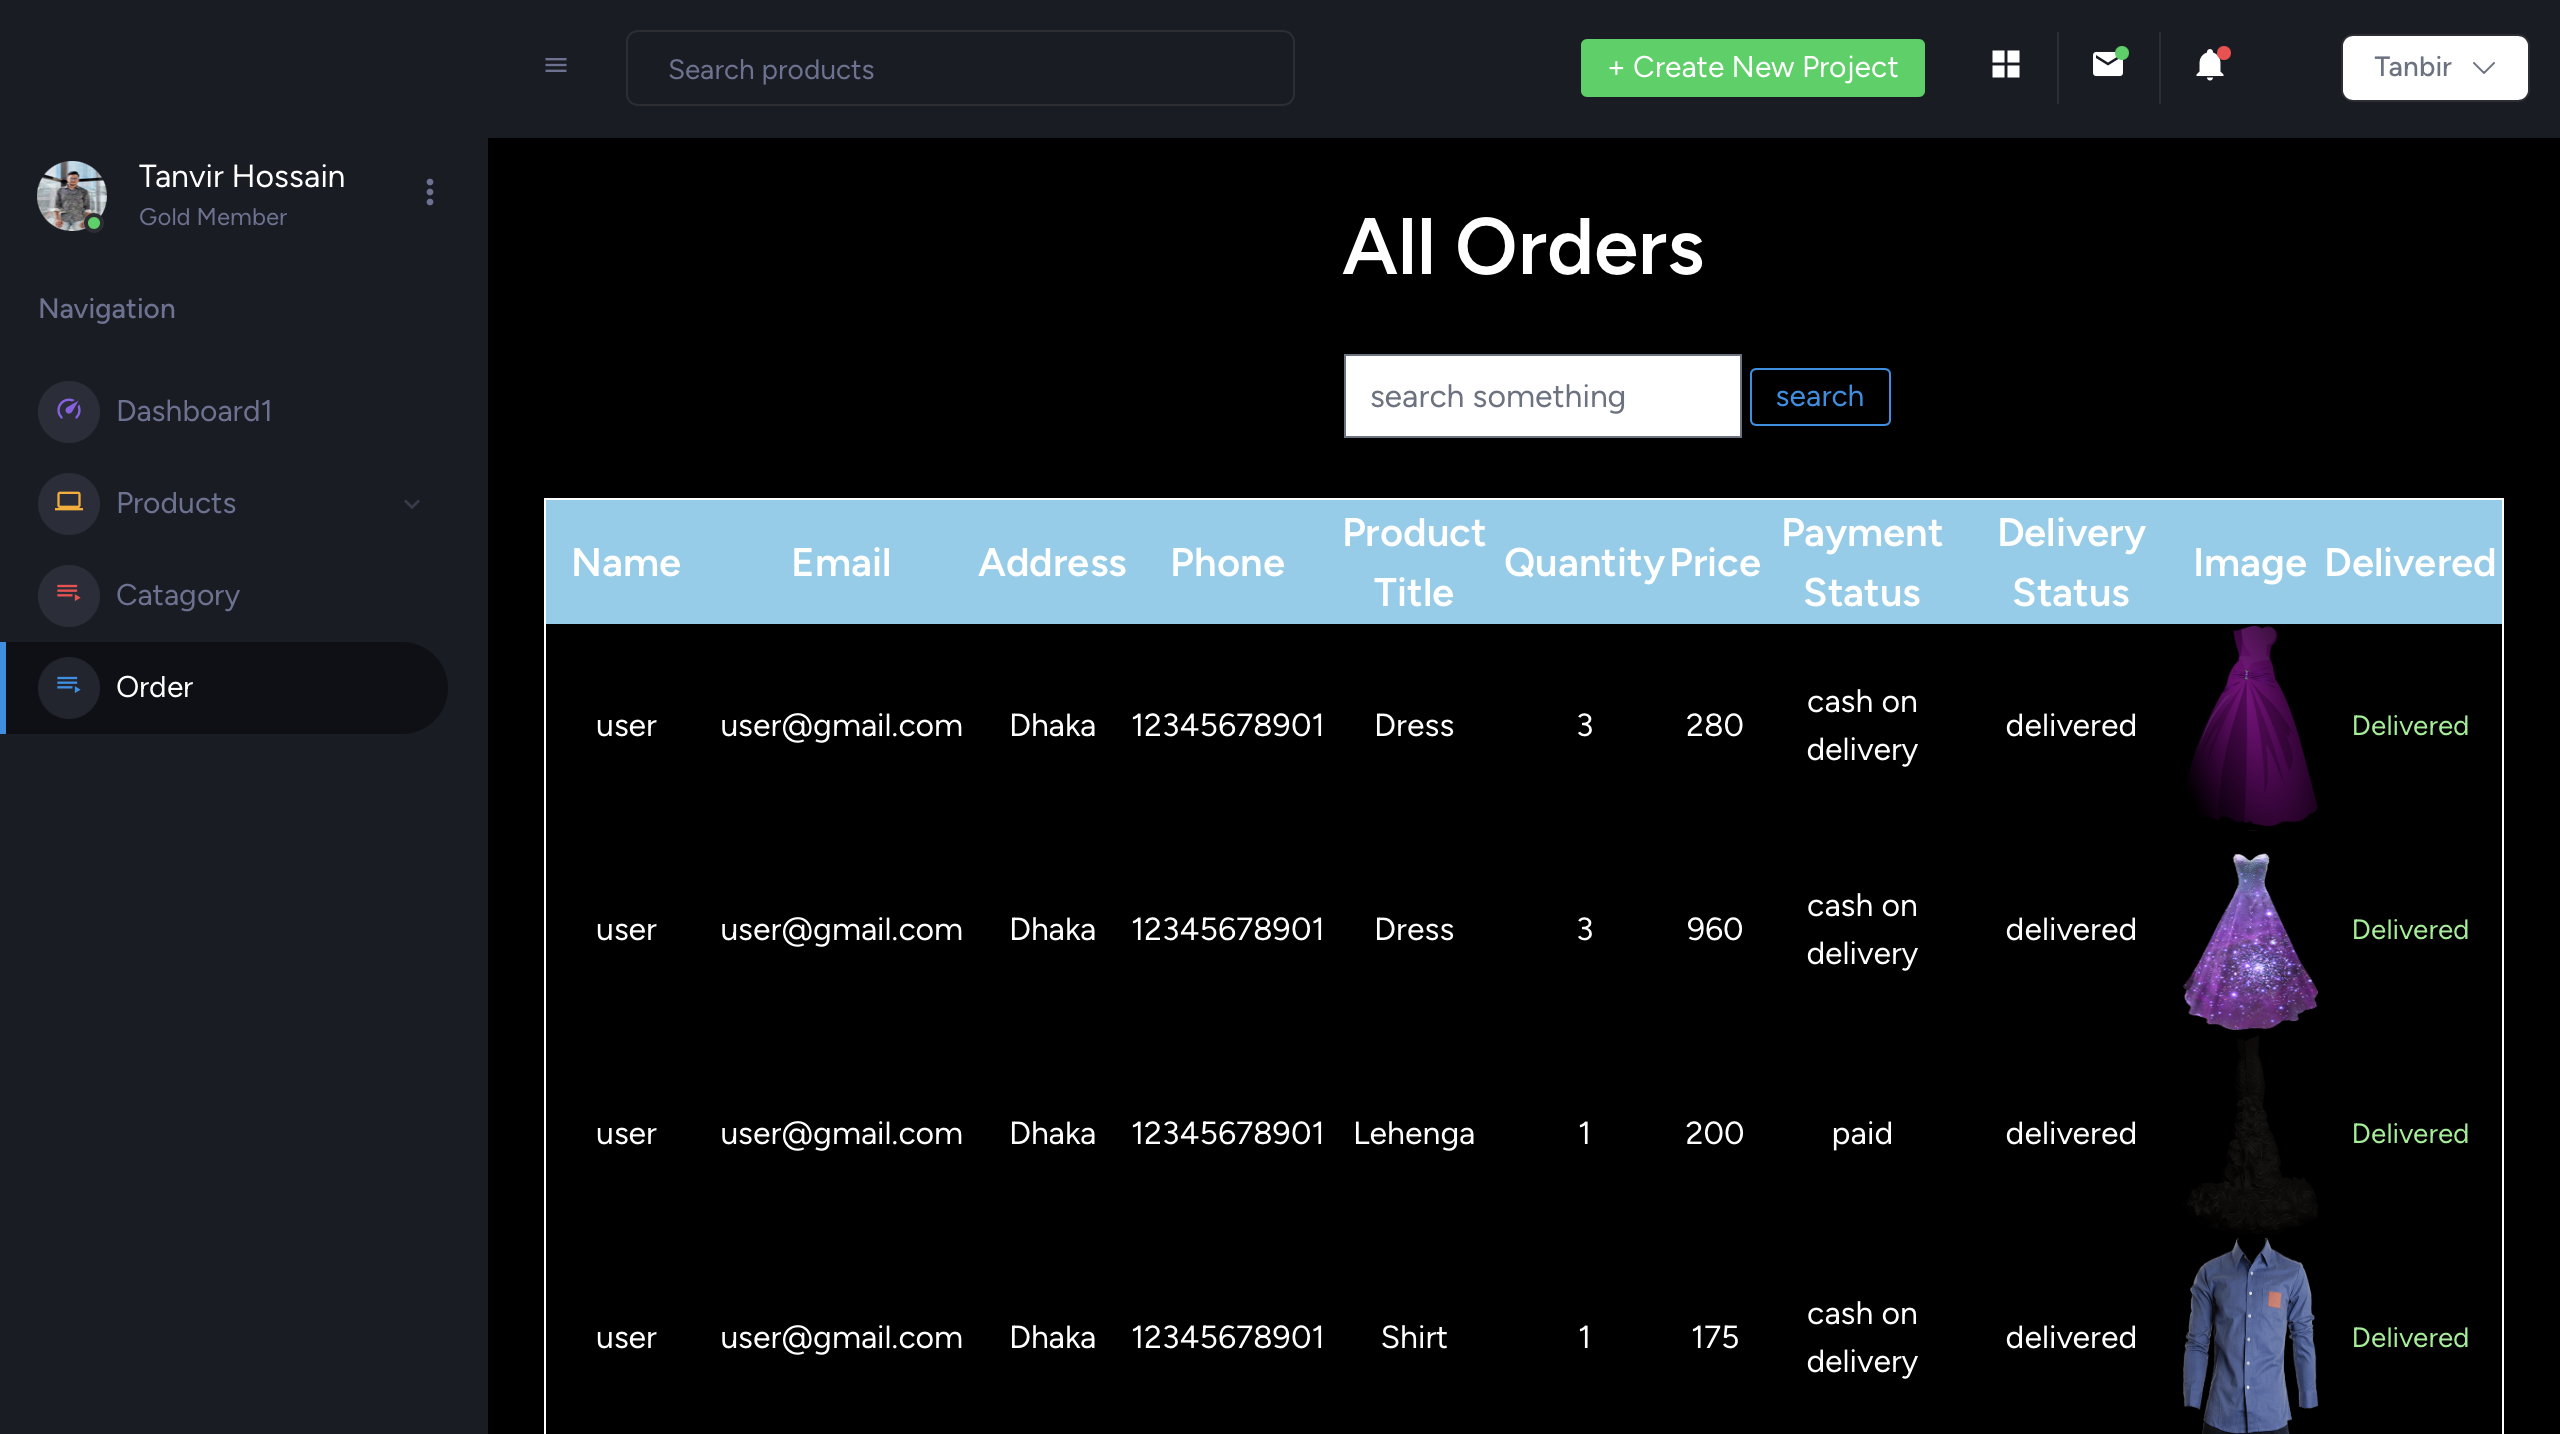 Search products
+ Create New Project
Tanbir
Tanvir Hossain
Gold Member
Navigation
Dashboard1
Products
Catagory
Order
All Orders
search something
search
Name Email Address Phone Product Title Quantity Price Payment Status Delivery Status Image Delivered
user user@gmail.com Dhaka 12345678901 Dress 3 280 cash on delivery delivered Delivered
user user@gmail.com Dhaka 12345678901 Dress 3 960 cash on delivery delivered Delivered
user user@gmail.com Dhaka 12345678901 Lehenga 1 200 paid delivered Delivered
user user@gmail.com Dhaka 12345678901 Shirt 1 175 cash on delivery delivered Delivered